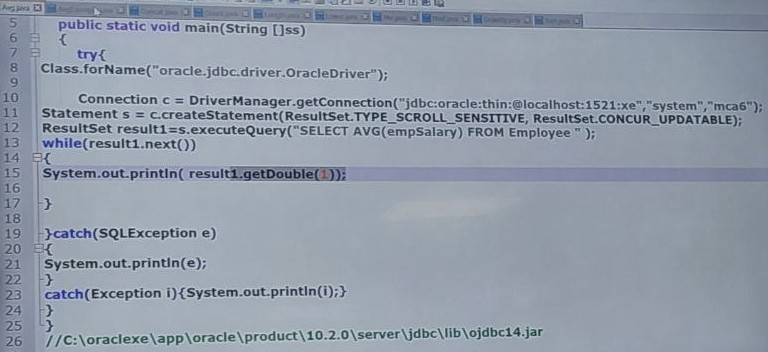 Avg.java
5 public static void main(String []ss)
6 {
7 try{
8 Class.forName("oracle.jdbc.driver.OracleDriver");
9
10 Connection c = DriverManager.getConnection("jdbc:oracle:thin:@localhost:1521:xe","system","mca6");
11 Statement s = c.createStatement(ResultSet.TYPE_SCROLL_SENSITIVE, ResultSet.CONCUR_UPDATABLE);
12 ResultSet result1=s.executeQuery("SELECT AVG(empSalary) FROM Employee " );
13 while(result1.next())
14 {
15 System.out.println( result1.getDouble(1));
16
17 }
18
19 }catch(SQLException e)
20 {
21 System.out.println(e);
22 }
23 catch(Exception i){System.out.println(i);}
24 }
25 }
26 //C:\oraclexe\app\oracle\product\10.2.0\server\jdbc\lib\ojdbc14.jar